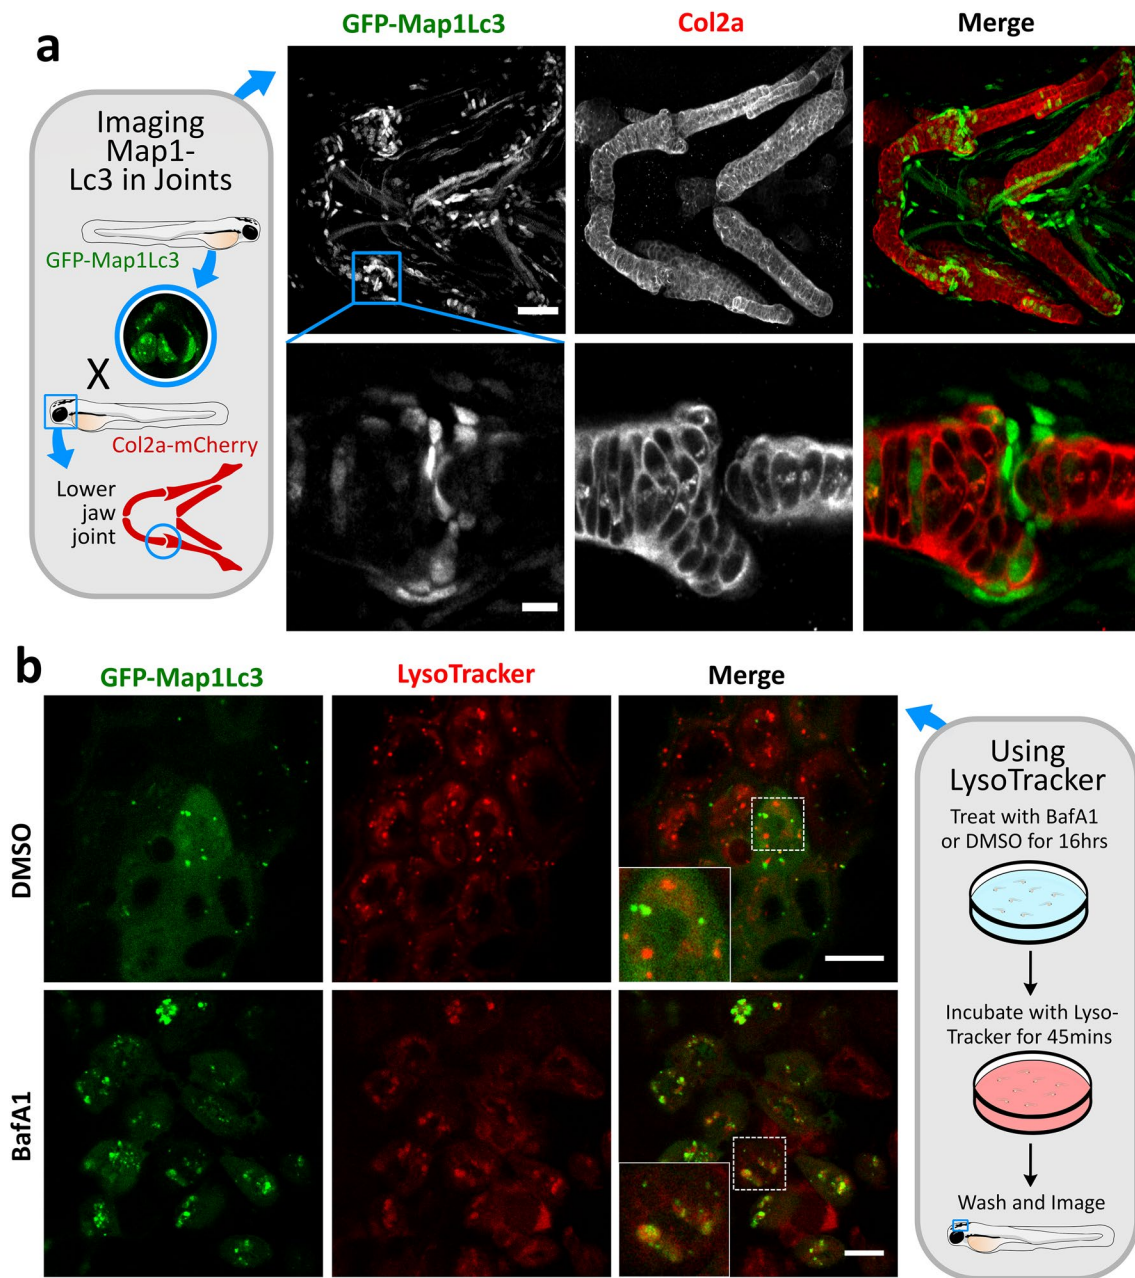 a
GFP-Map1Lc3
Col2a
Merge
Imaging
Map1-
Lc3 in Joints
GFP-Map1Lc3
X
Col2a-mCherry
Lower
jaw
joint
b
GFP-Map1Lc3
LysoTracker
Merge
DMSO
BafA1
Using
LysoTracker
Treat with BafA1
or DMSO for 16hrs
Incubate with Lyso-
Tracker for 45mins
Wash and Image